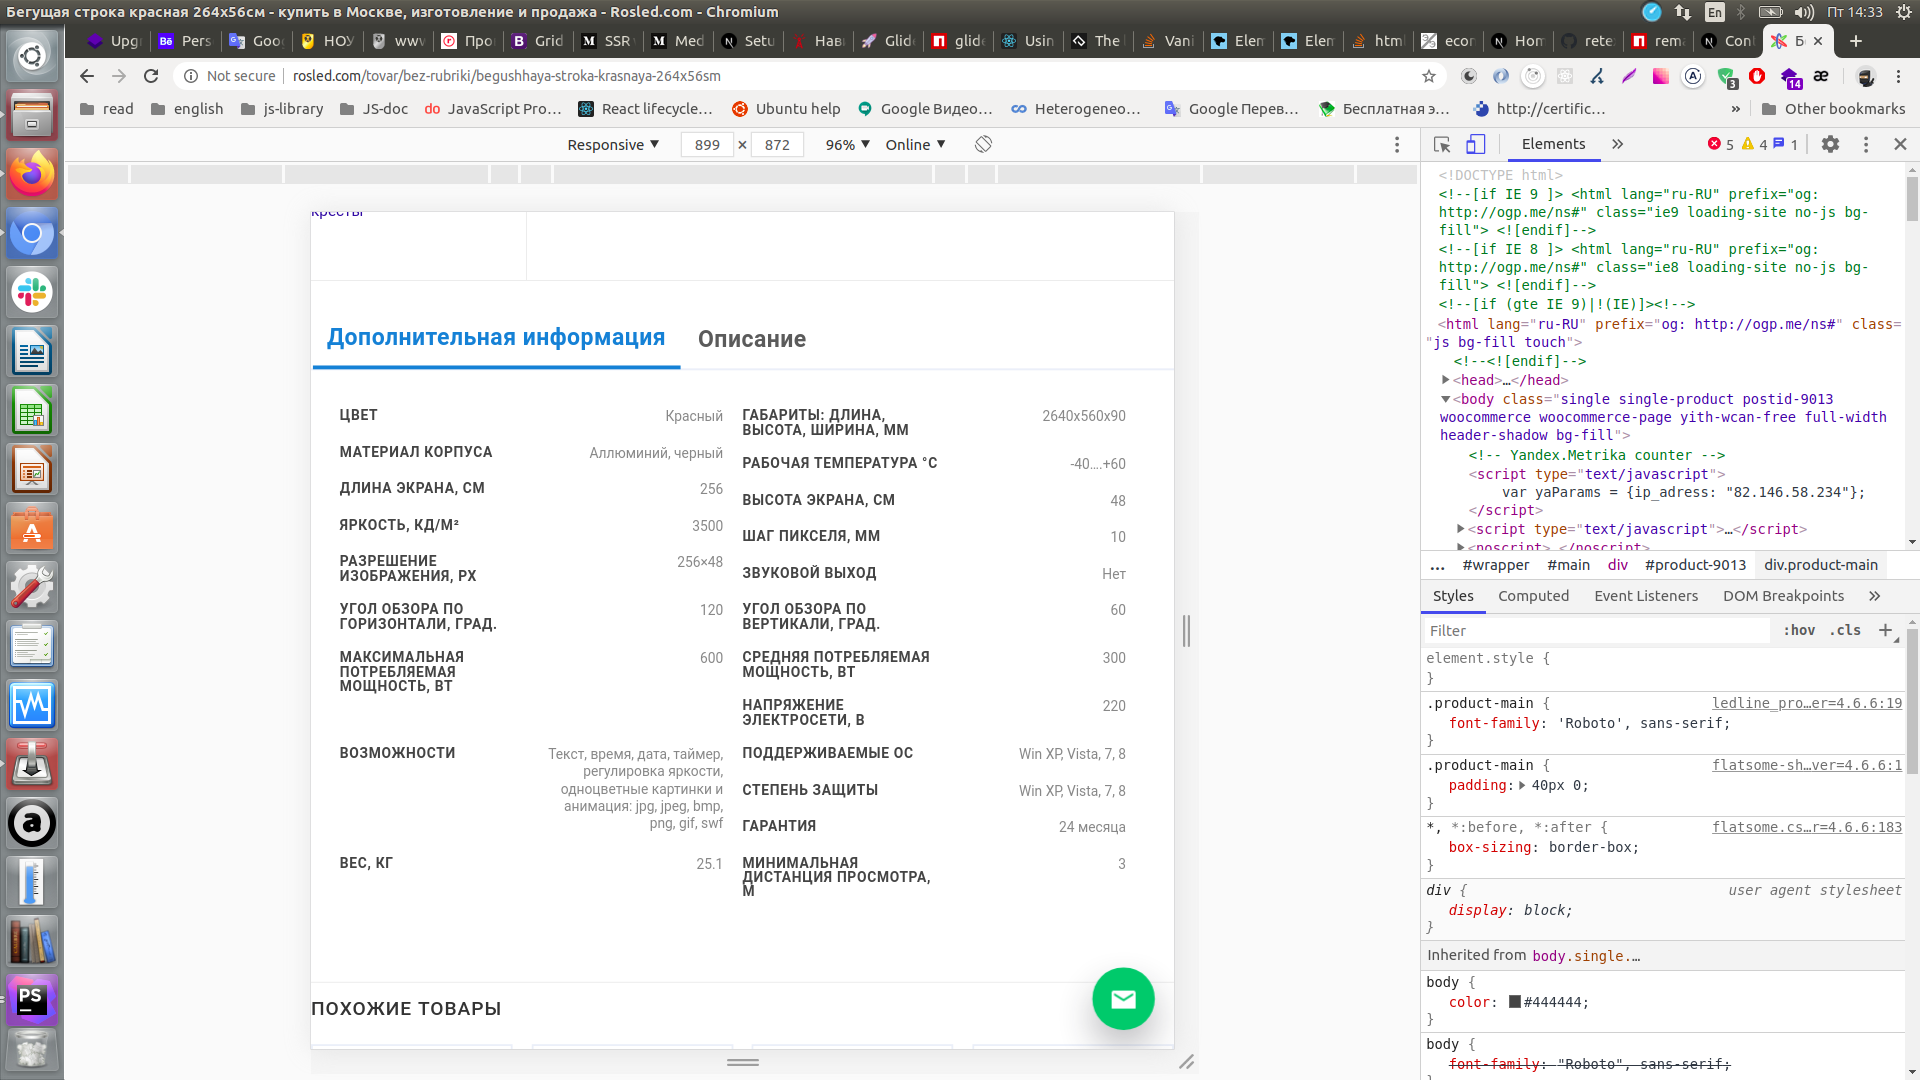 Бегущая строка красная 264x56см - купить в Москве, изготовление и продажа - Rosled.com - Chromium
En
Пт 14:33
Upg
Pers
Goo
НОУ
wwv
Про
Grid
SSR
Med
Setu
Нав
Glid
glide
Usin
The
Vani
Elem
Elem
html
econ
Hom
rete
rema
Cont
Б
Not secure
rosled.com/tovar/bez-rubriki/begushhaya-stroka-krasnaya-264x56sm
3
14
read
english
js-library
JS-doc
JavaScript Pro…
React lifecycle…
Ubuntu help
Google Видео…
Heterogeneo…
Google Перев…
Бесплатная э…
http://certific…
»
Other bookmarks
Responsive
899
×
872
96%
Online
Elements
5
4
1
кресты
Дополнительная информация
Описание
ЦВЕТ
Красный
МАТЕРИАЛ КОРПУСА
Аллюминий, черный
ДЛИНА ЭКРАНА, СМ
256
ЯРКОСТЬ, КД/М²
3500
РАЗРЕШЕНИЕ
ИЗОБРАЖЕНИЯ, PX
256×48
УГОЛ ОБЗОРА ПО
ГОРИЗОНТАЛИ, ГРАД.
120
МАКСИМАЛЬНАЯ
ПОТРЕБЛЯЕМАЯ
МОЩНОСТЬ, ВТ
600
ВОЗМОЖНОСТИ
Текст, время, дата, таймер,
регулировка яркости,
одноцветные картинки и
анимация: jpg, jpeg, bmp,
png, gif, swf
ВЕС, КГ
25.1
ГАБАРИТЫ: ДЛИНА,
ВЫСОТА, ШИРИНА, ММ
2640x560x90
РАБОЧАЯ ТЕМПЕРАТУРА °С
-40....+60
ВЫСОТА ЭКРАНА, СМ
48
ШАГ ПИКСЕЛЯ, ММ
10
ЗВУКОВОЙ ВЫХОД
Нет
УГОЛ ОБЗОРА ПО
ВЕРТИКАЛИ, ГРАД.
60
СРЕДНЯЯ ПОТРЕБЛЯЕМАЯ
МОЩНОСТЬ, ВТ
300
НАПРЯЖЕНИЕ
ЭЛЕКТРОСЕТИ, В
220
ПОДДЕРЖИВАЕМЫЕ ОС
Win XP, Vista, 7, 8
СТЕПЕНЬ ЗАЩИТЫ
Win XP, Vista, 7, 8
ГАРАНТИЯ
24 месяца
МИНИМАЛЬНАЯ
ДИСТАНЦИЯ ПРОСМОТРА,
М
3
ПОХОЖИЕ ТОВАРЫ
<!DOCTYPE html>
<!--[if IE 9 ]> <html lang="ru-RU" prefix="og:
http://ogp.me/ns#" class="ie9 loading-site no-js bg-
fill"> <![endif]-->
<!--[if IE 8 ]> <html lang="ru-RU" prefix="og:
http://ogp.me/ns#" class="ie8 loading-site no-js bg-
fill"> <![endif]-->
<!--[if (gte IE 9)|!(IE)]><!-->
<html lang="ru-RU" prefix="og: http://ogp.me/ns#" class=
"js bg-fill touch">
<!--<![endif]-->
<head>…</head>
<body class="single single-product postid-9013
woocommerce woocommerce-page yith-wcan-free full-width
header-shadow bg-fill">
<!-- Yandex.Metrika counter -->
<script type="text/javascript">
var yaParams = {ip_adress: "82.146.58.234"};
</script>
<script type="text/javascript">…</script>
<noscript>…</noscript>
… #wrapper #main div #product-9013 div.product-main
Styles
Computed
Event Listeners
DOM Breakpoints
»
Filter
:hov
.cls
+
element.style {
}
.product-main {
ledline_pro…er=4.6.6:19
font-family: 'Roboto', sans-serif;
}
.product-main {
flatsome-sh…ver=4.6.6:1
padding: 40px 0;
}
*, *:before, *:after {
flatsome.cs…r=4.6.6:183
box-sizing: border-box;
}
div {
user agent stylesheet
display: block;
}
Inherited from body.single.…
body {
color: #444444;
}
body {
font-family: "Roboto", sans-serif;
PS